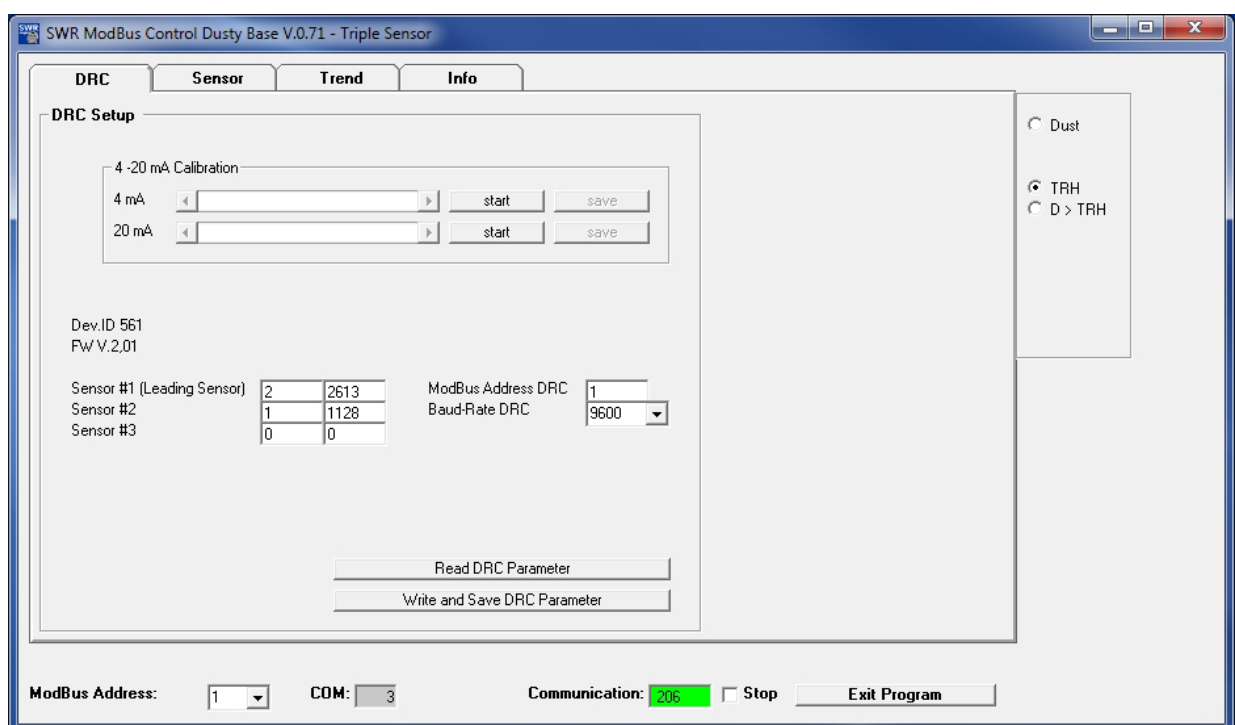 SWR ModBus Control Dusty Base V.0.71 - Triple Sensor
DRC Sensor Trend Info
DRC Setup
Dust
4 -20 mA Calibration
4 mA start save
TRH
D > TRH
20 mA start save
Dev.ID 561
FW V.2,01
Sensor #1 (Leading Sensor) 2 2613 ModBus Address DRC 1
Sensor #2 1 1128 Baud-Rate DRC 9600
Sensor #3 0 0
Read DRC Parameter
Write and Save DRC Parameter
ModBus Address: 1 COM: 3 Communication: 206 Stop Exit Program